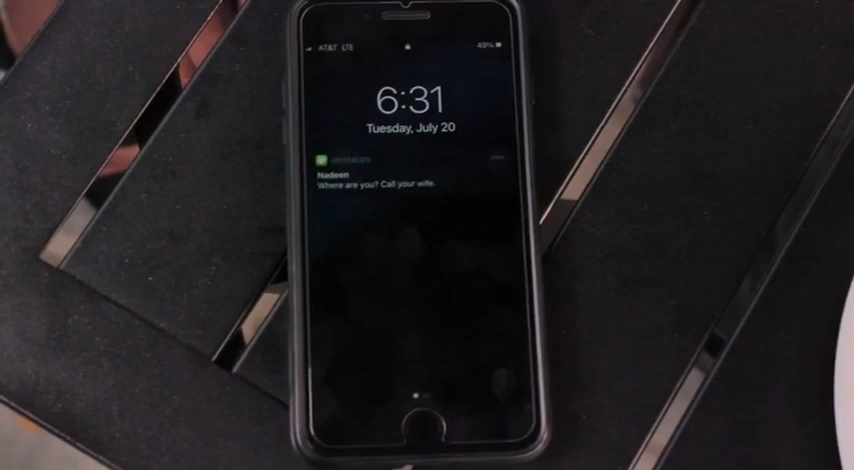 AT&T LTE
49%
6:31
Tuesday, July 20
MESSAGES
Nadeen
Where are you? Call your wife.